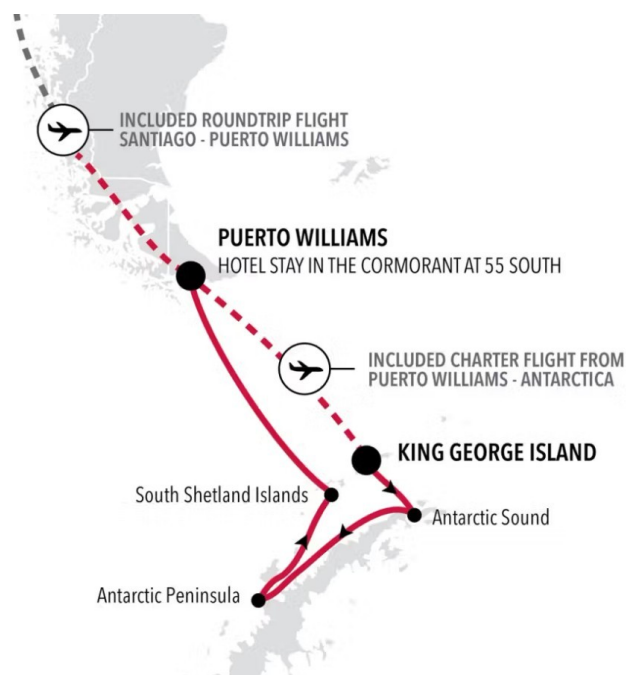 INCLUDED ROUNDTRIP FLIGHT
SANTIAGO - PUERTO WILLIAMS
PUERTO WILLIAMS
HOTEL STAY IN THE CORMORANT AT 55 SOUTH
INCLUDED CHARTER FLIGHT FROM
PUERTO WILLIAMS - ANTARCTICA
KING GEORGE ISLAND
South Shetland Islands
Antarctic Sound
Antarctic Peninsula